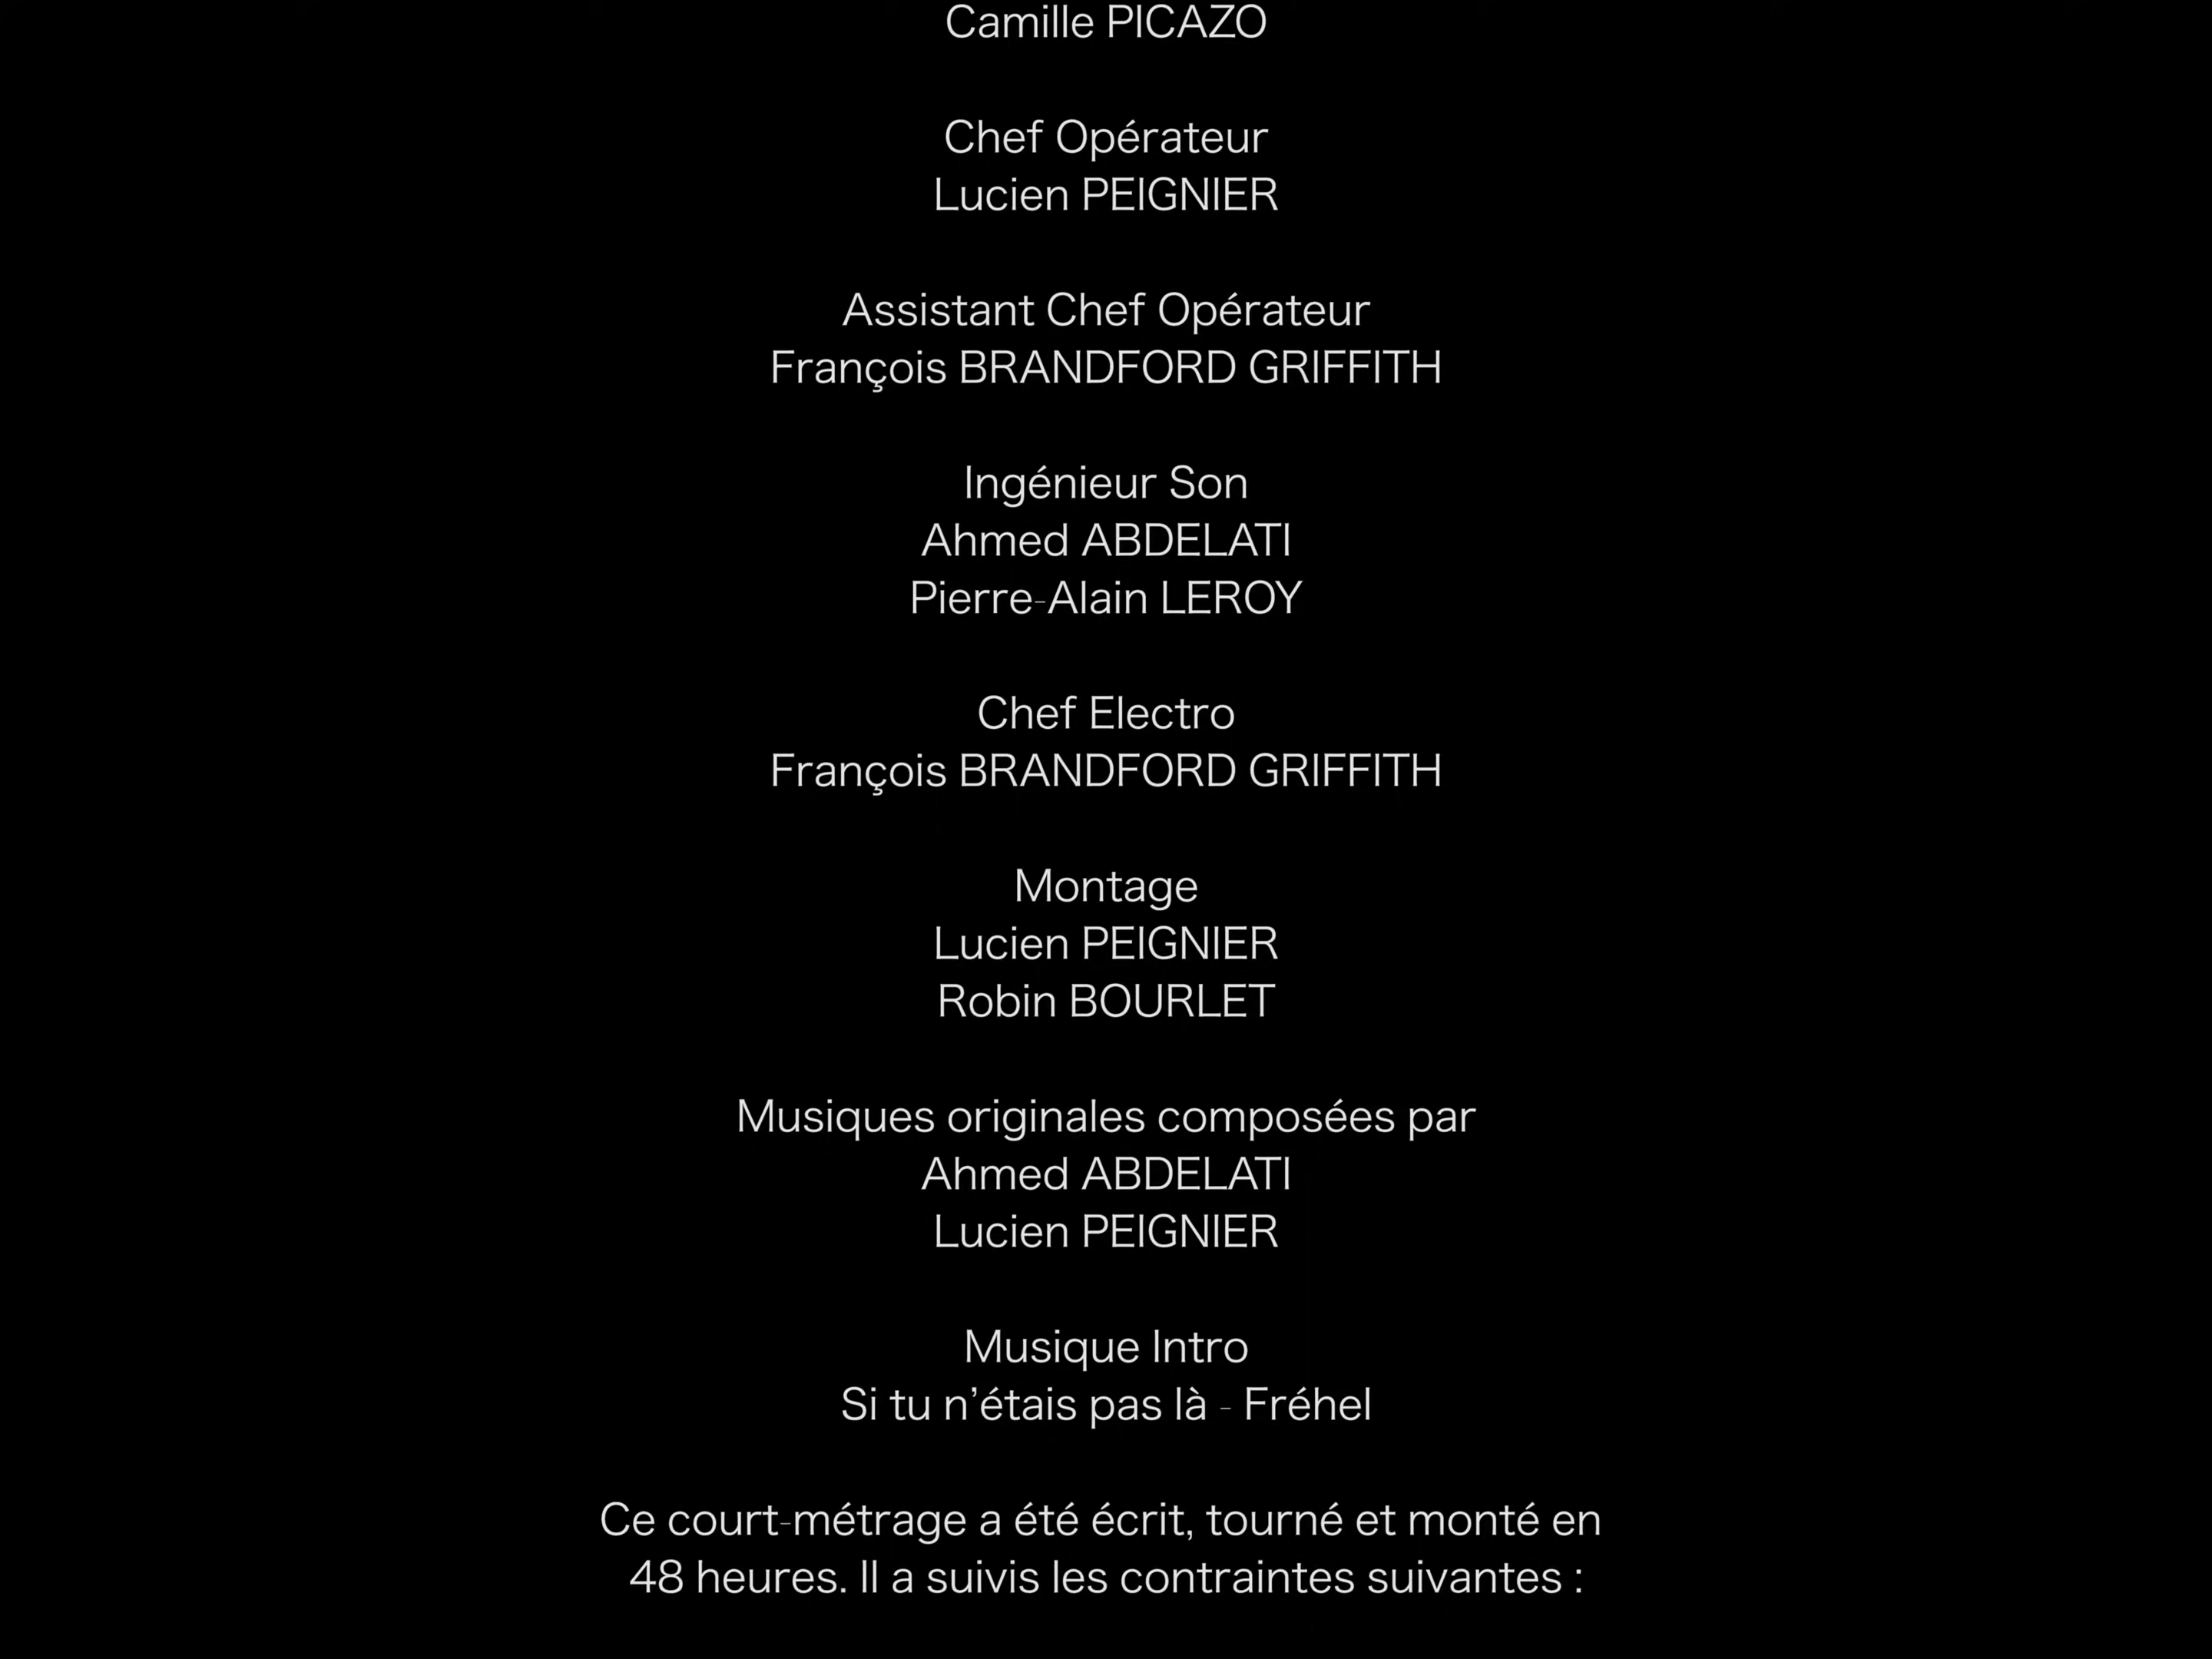 Camille PICAZO
Chef Opérateur
Lucien PEIGNIER
Assistant Chef Opérateur
François BRANDFORD GRIFFITH
Ingénieur Son
Ahmed ABDELATI
Pierre-Alain LEROY
Chef Electro
François BRANDFORD GRIFFITH
Montage
Lucien PEIGNIER
Robin BOURLET
Musiques originales composées par
Ahmed ABDELATI
Lucien PEIGNIER
Musique Intro
Si tu n’étais pas là - Fréhel
Ce court-métrage a été écrit, tourné et monté en
48 heures. Il a suivis les contraintes suivantes :